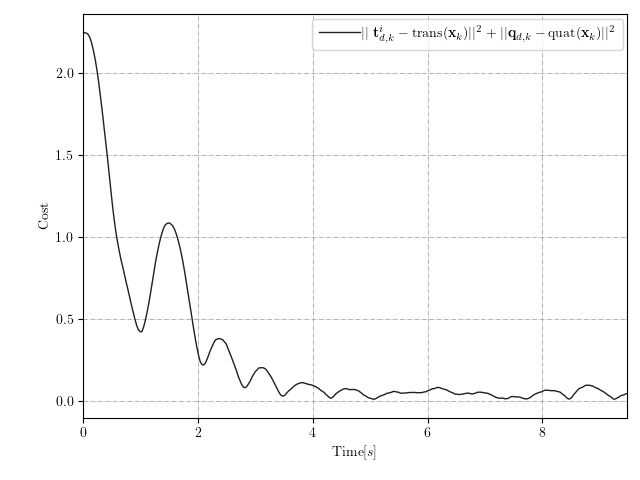 || t^i_{d,k} − trans(x_k)||² + ||q_{d,k} − quat(x_k)||²
2.0
1.5
Cost
1.0
0.5
0.0
0 2 4 6 8
Time[s]